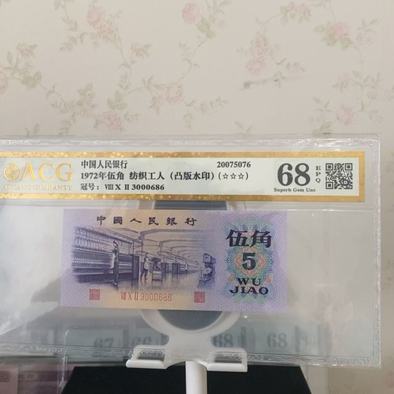 ACG
中国人民银行 20075076
1972年伍角 纺织工人 (凸版水印) (☆☆☆)
冠号: VIII X II 3000686
68 EPQ
Superb Gem Unc
中國人民銀行
伍角
5
WU
JIAO
VIII X II 3000686
68